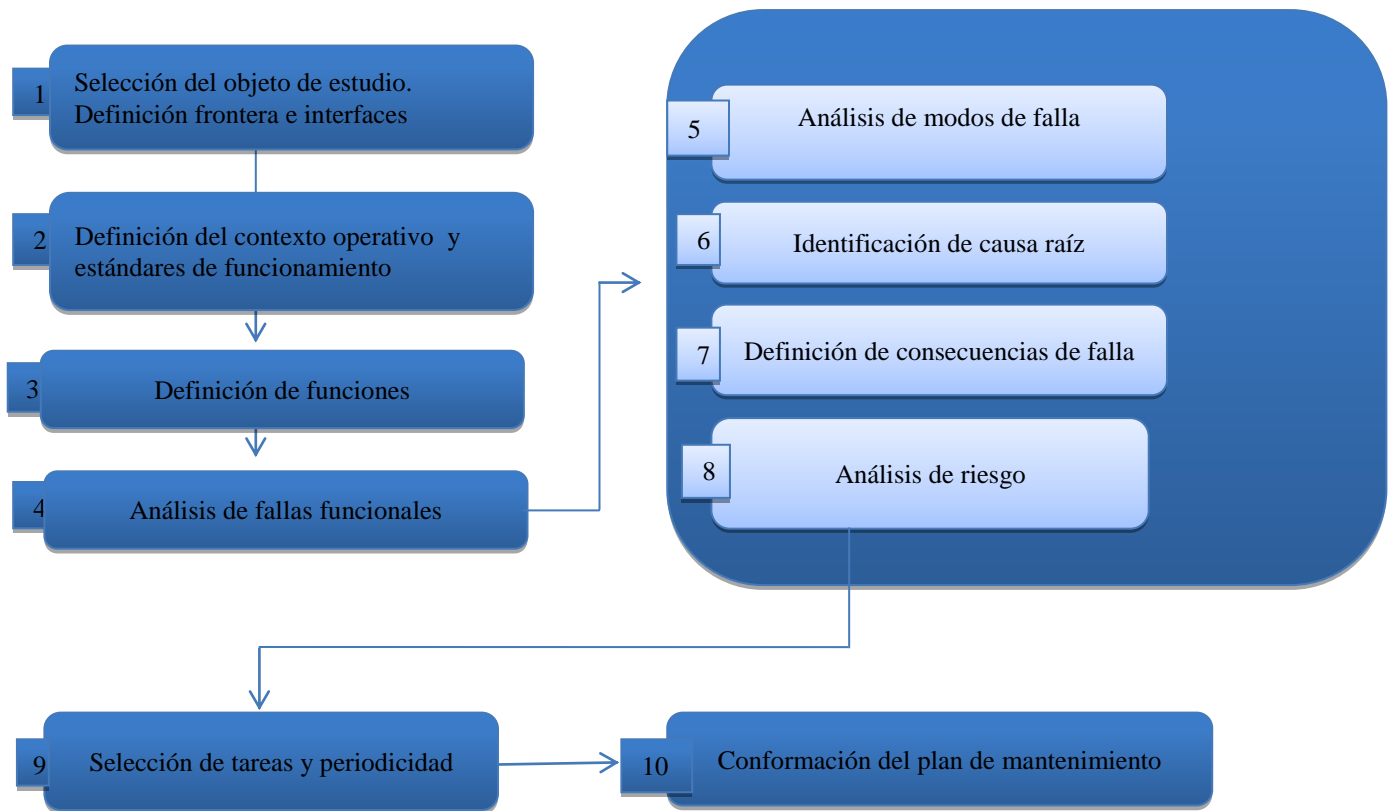 1
Selección del objeto de estudio.
Definición frontera e interfaces
2
Definición del contexto operativo y
estándares de funcionamiento
3
Definición de funciones
4
Análisis de fallas funcionales
5
Análisis de modos de falla
6
Identificación de causa raíz
7
Definición de consecuencias de falla
8
Análisis de riesgo
9
Selección de tareas y periodicidad
10
Conformación del plan de mantenimiento